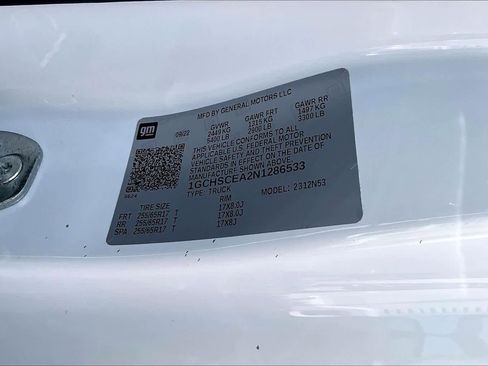 MFD BY GENERAL MOTORS LLC
gm
08/22
GVWR GAWR FRT GAWR RR
2449 KG 1315 KG 1497 KG
5400 LB 2900 LB 3300 LB
THIS VEHICLE CONFORMS TO ALL
APPLICABLE U.S. FEDERAL MOTOR
VEHICLE SAFETY AND THEFT PREVENTION
STANDARDS IN EFFECT ON THE DATE OF
MANUFACTURE SHOWN ABOVE.
1GCHSCEA2N1286533
TYPE: TRUCK MODEL: 2312N53
TIRE SIZE RIM
FRT 255/65R17 T 17X8.0J
RR 255/65R17 T 17X8.0J
SPA 255/65R17 T 17X8J